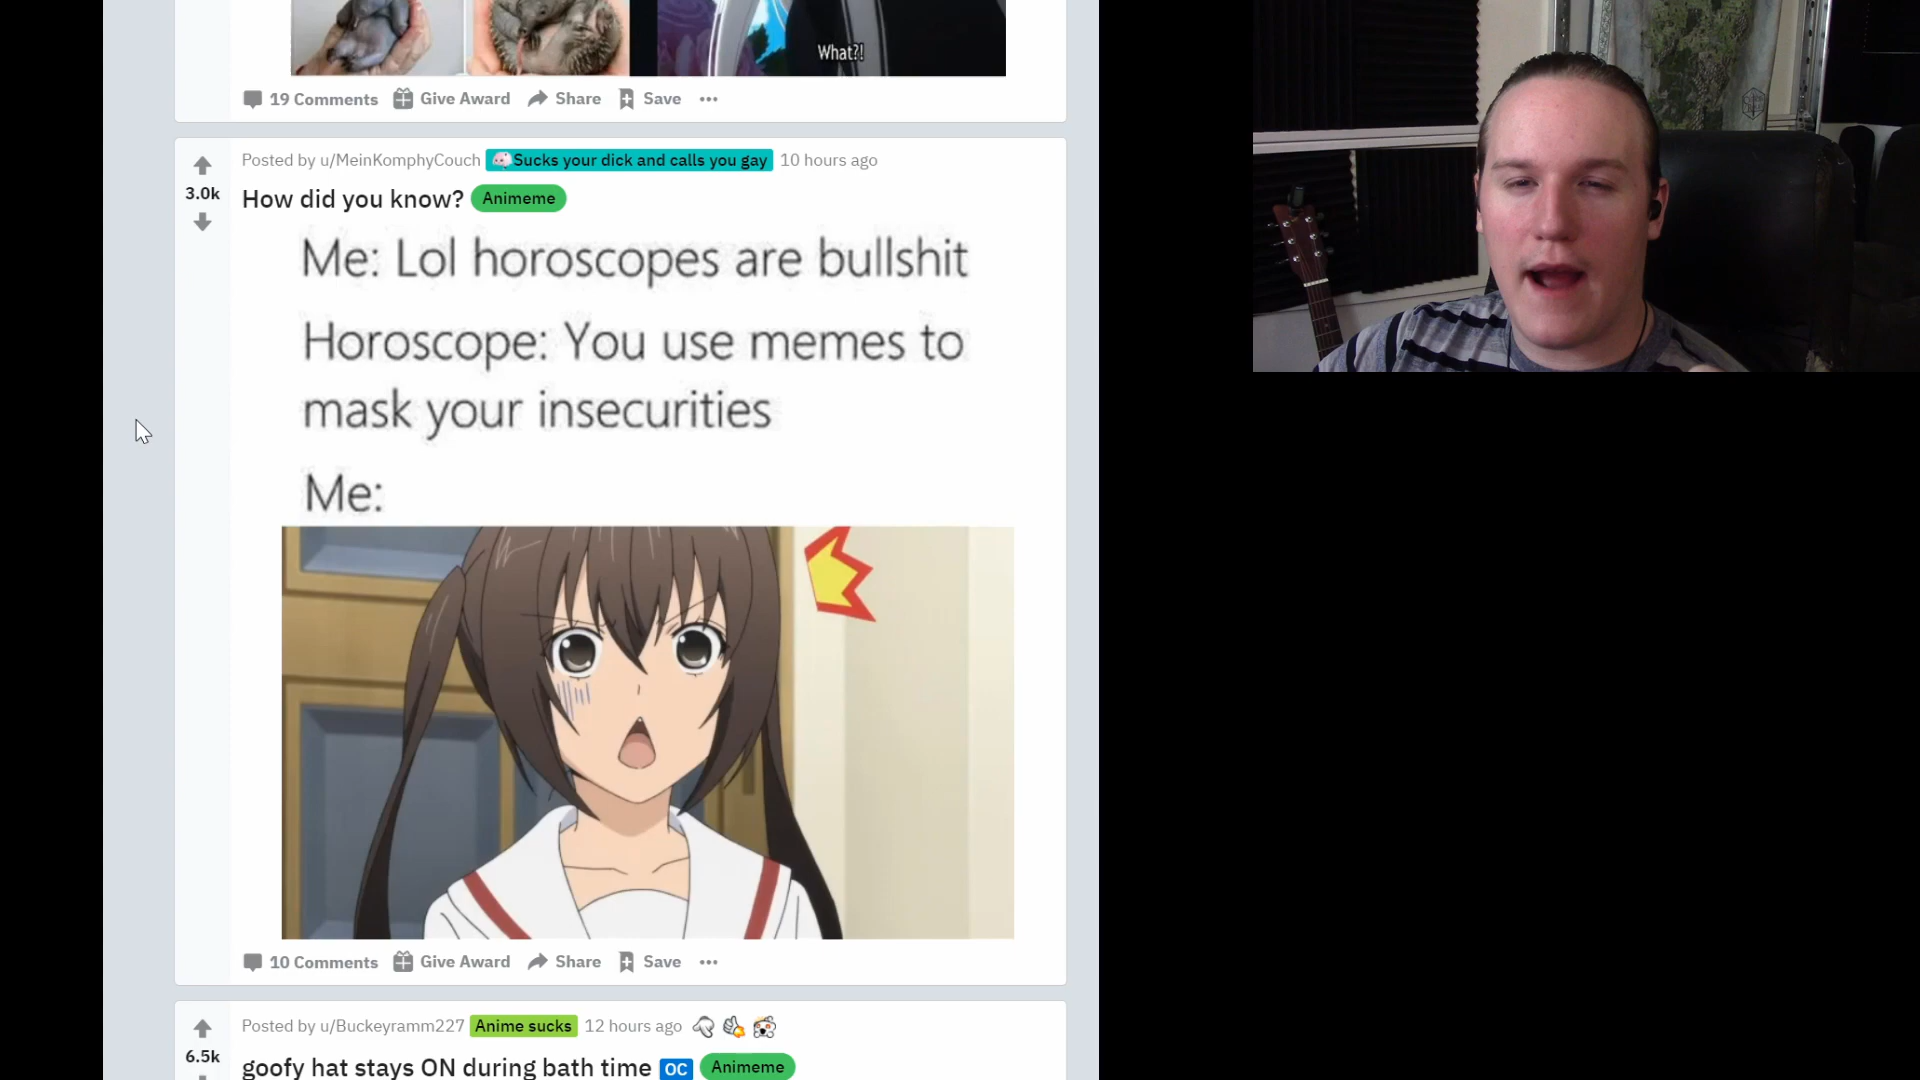 What?!
19 Comments Give Award Share Save
Posted by u/MeinKomphyCouch Sucks your dick and calls you gay 10 hours ago
3.0k
How did you know? Animeme
Me: Lol horoscopes are bullshit
Horoscope: You use memes to
mask your insecurities
Me:
10 Comments Give Award Share Save
Posted by u/Buckeyramm227 Anime sucks 12 hours ago
6.5k
goofy hat stays ON during bath time OC Animeme